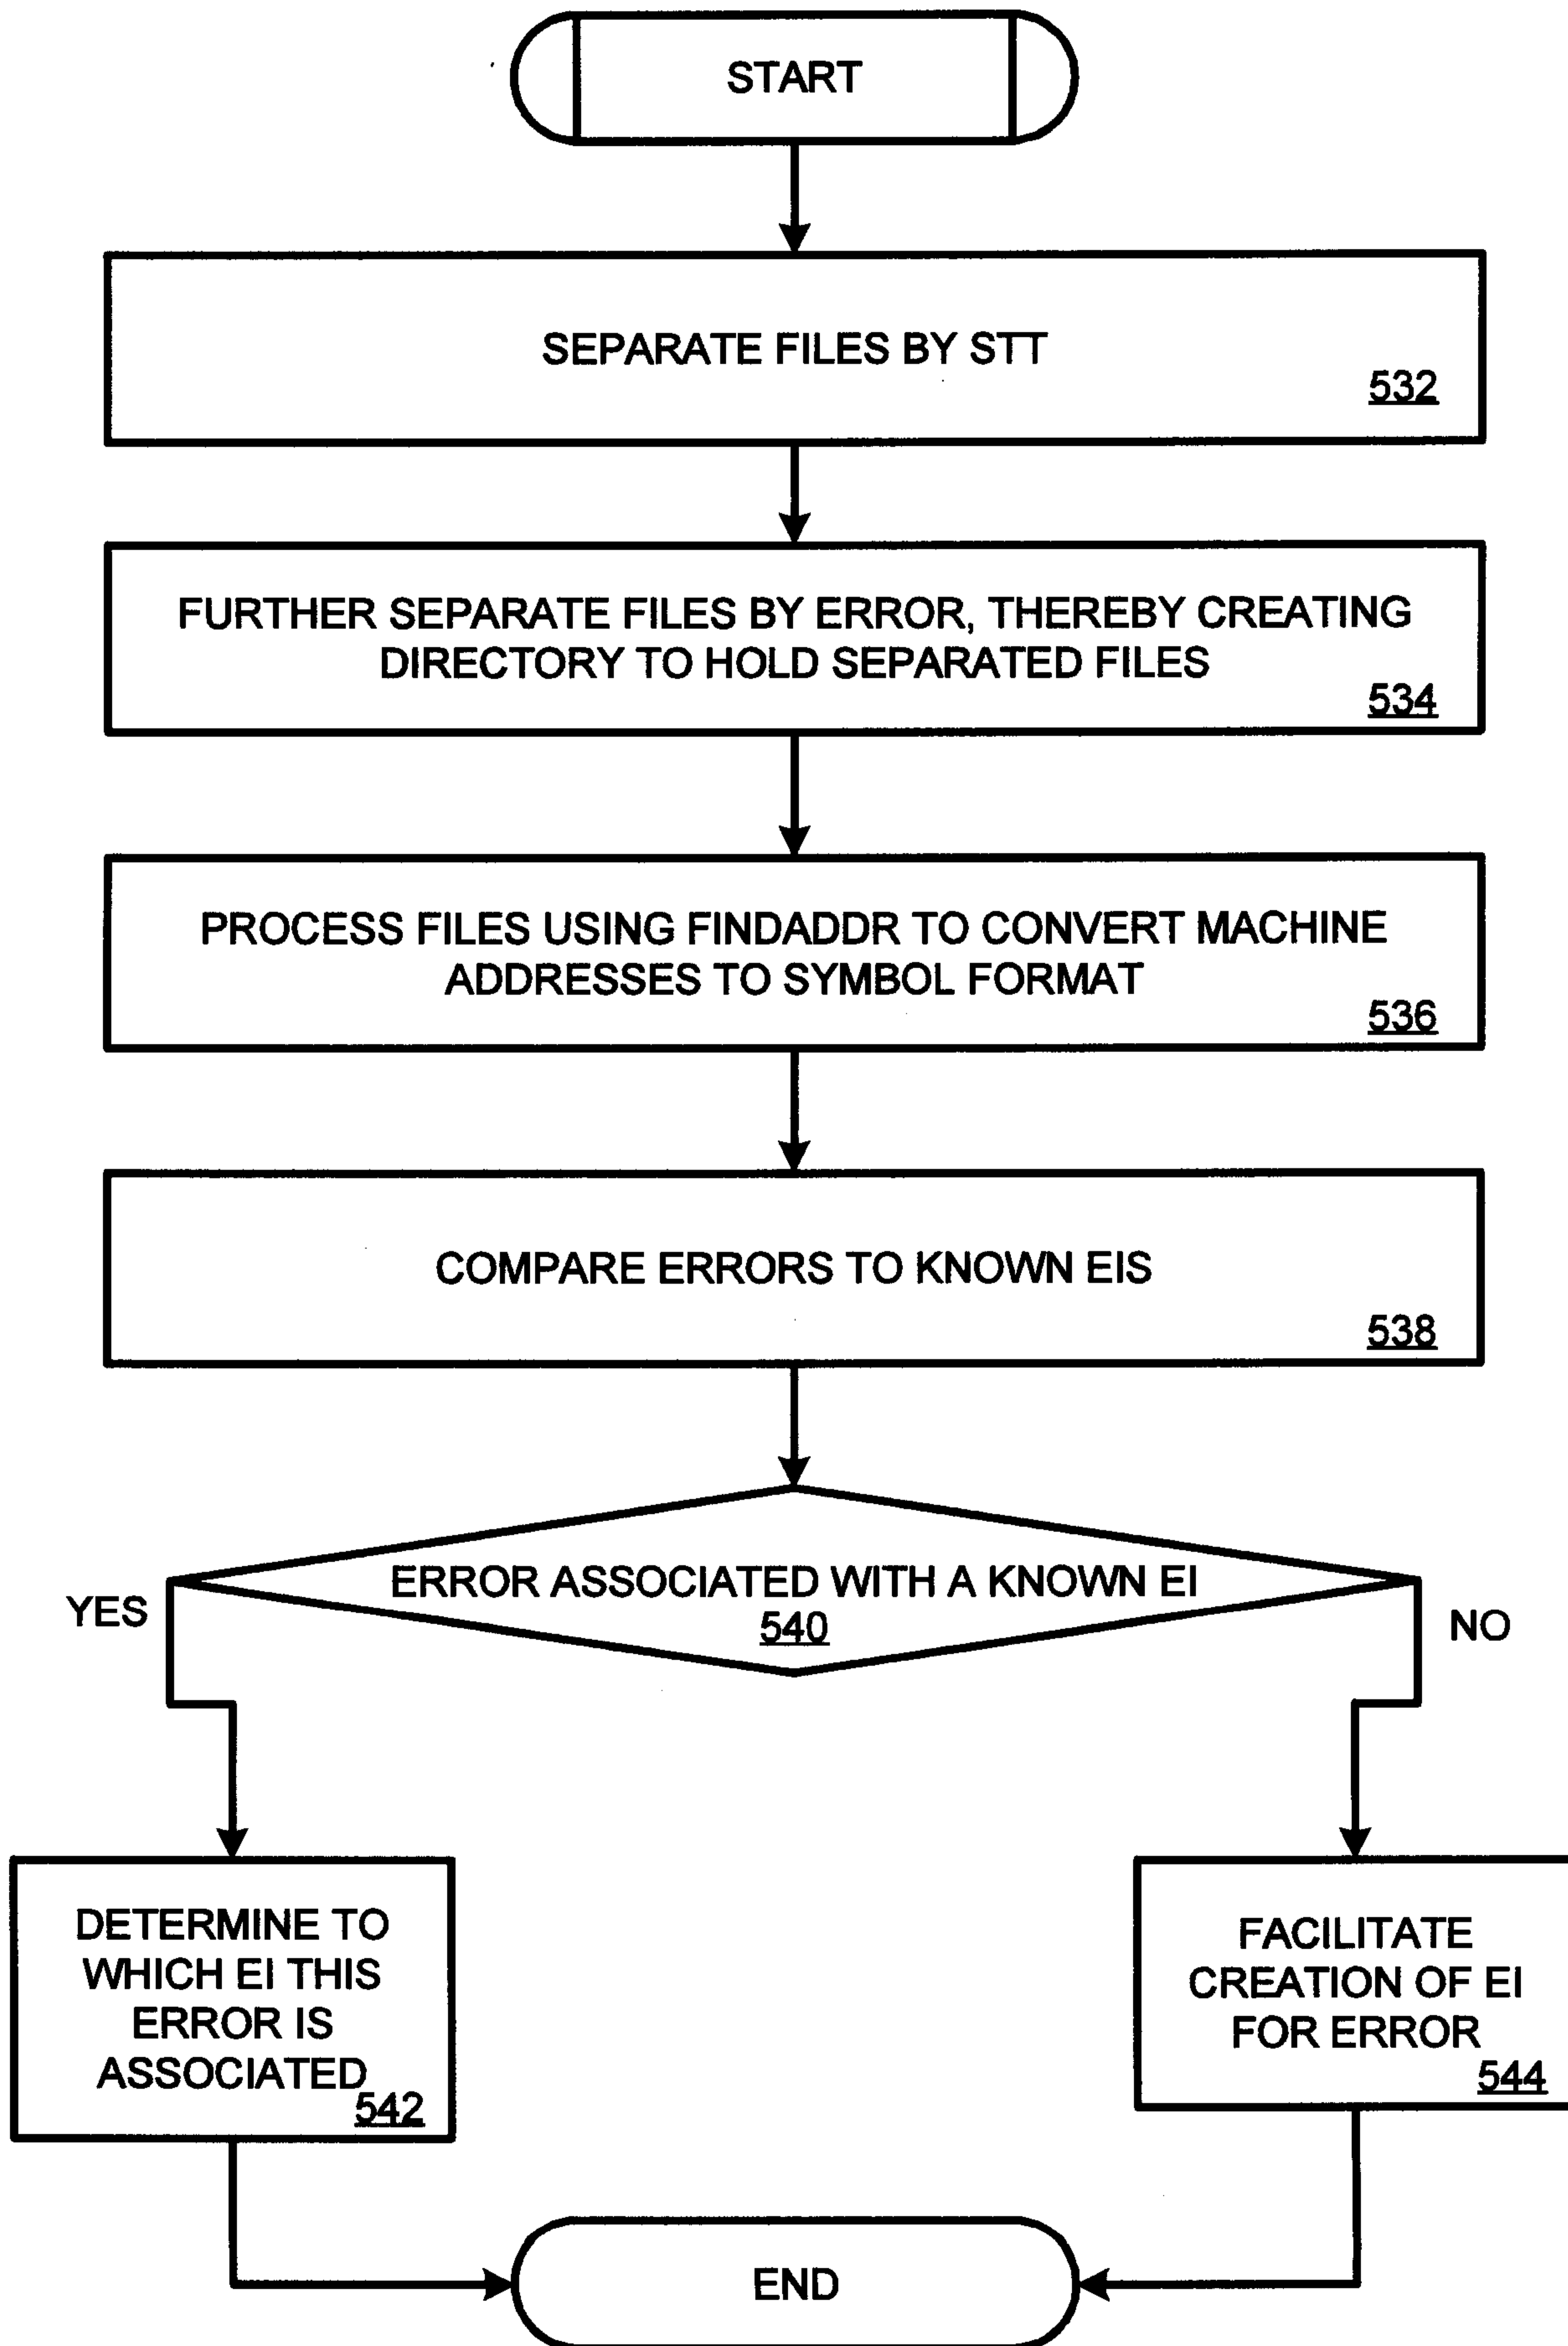 START
SEPARATE FILES BY STT
532
FURTHER SEPARATE FILES BY ERROR, THEREBY CREATING
DIRECTORY TO HOLD SEPARATED FILES
534
PROCESS FILES USING FINDADDR TO CONVERT MACHINE
ADDRESSES TO SYMBOL FORMAT
536
COMPARE ERRORS TO KNOWN EIS
538
ERROR ASSOCIATED WITH A KNOWN EI
540
YES
NO
DETERMINE TO
WHICH EI THIS
ERROR IS
ASSOCIATED
542
FACILITATE
CREATION OF EI
FOR ERROR
544
END